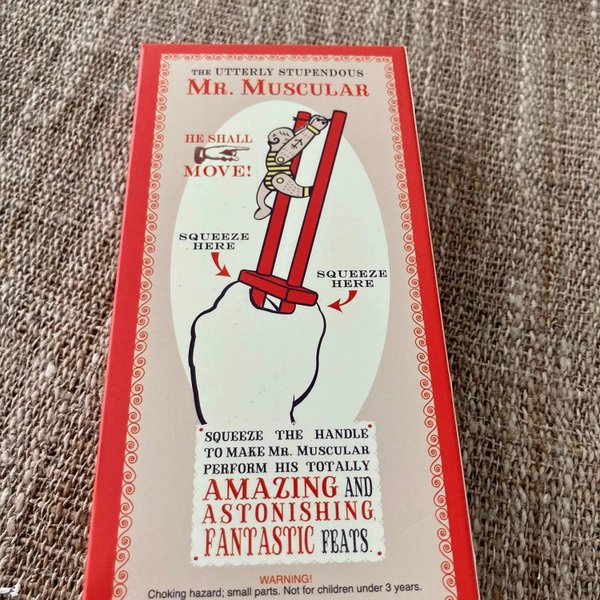 THE UTTERLY STUPENDOUS
MR. MUSCULAR
HE SHALL
MOVE!
SQUEEZE
HERE
SQUEEZE
HERE
SQUEEZE THE HANDLE
TO MAKE MR. MUSCULAR
PERFORM HIS TOTALLY
AMAZING AND
ASTONISHING,
FANTASTIC FEATS.
WARNING!
Choking hazard; small parts. Not for children under 3 years.